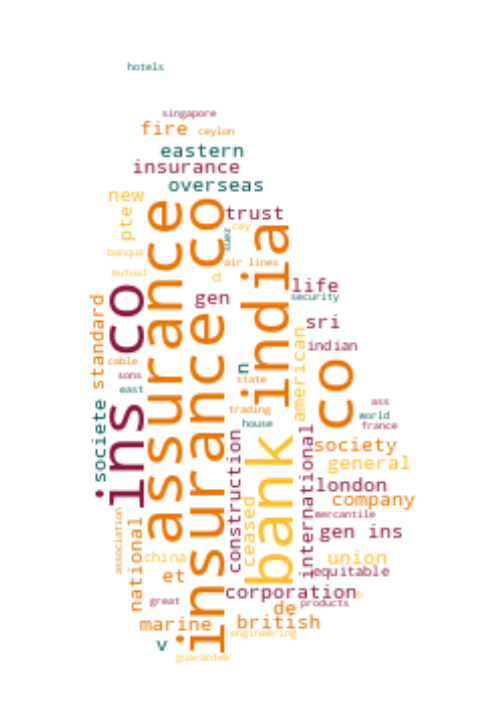 hotels
singapore
fire
ceylon
eastern
insurance
overseas
new
pte
trust
cey
suez
banque
air lines
mutual
d
gen
life
security
ins co
assurance
insurance co
bank
india
co
standard
sri
indian
american
n
state
cable
sons
east
societe
trading
house
ass
world
france
society
general
construction
ceased
international
london
company
mercantile
gen ins
association
national
china
et
union
equitable
great
corporation
de
products
marine
british
engineering
v
guarantee